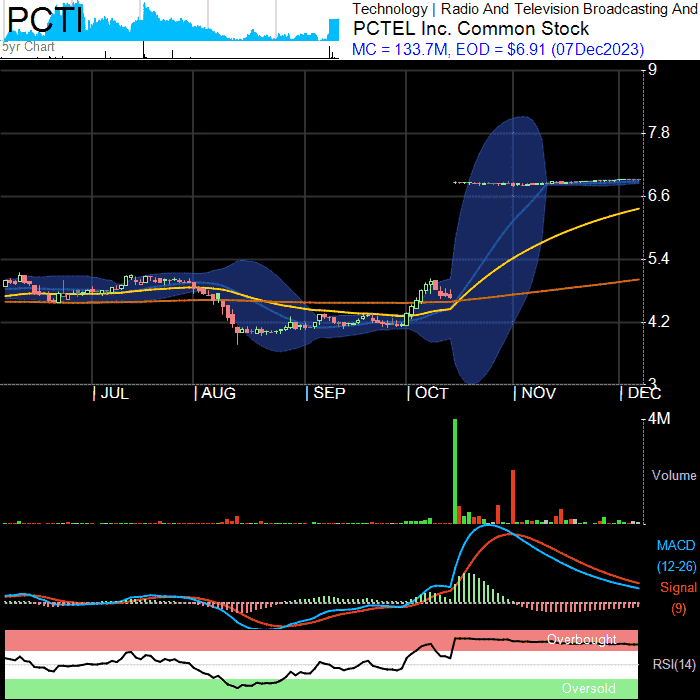 PCTI
5yr Chart
Technology | Radio And Television Broadcasting And
PCTEL Inc. Common Stock
MC = 133.7M, EOD = $6.91 (07Dec2023)
9
7.8
6.6
5.4
4.2
3
JUL AUG SEP OCT NOV DEC
4M
Volume
MACD
(12-26)
Signal
(9)
Overbought
RSI(14)
Oversold